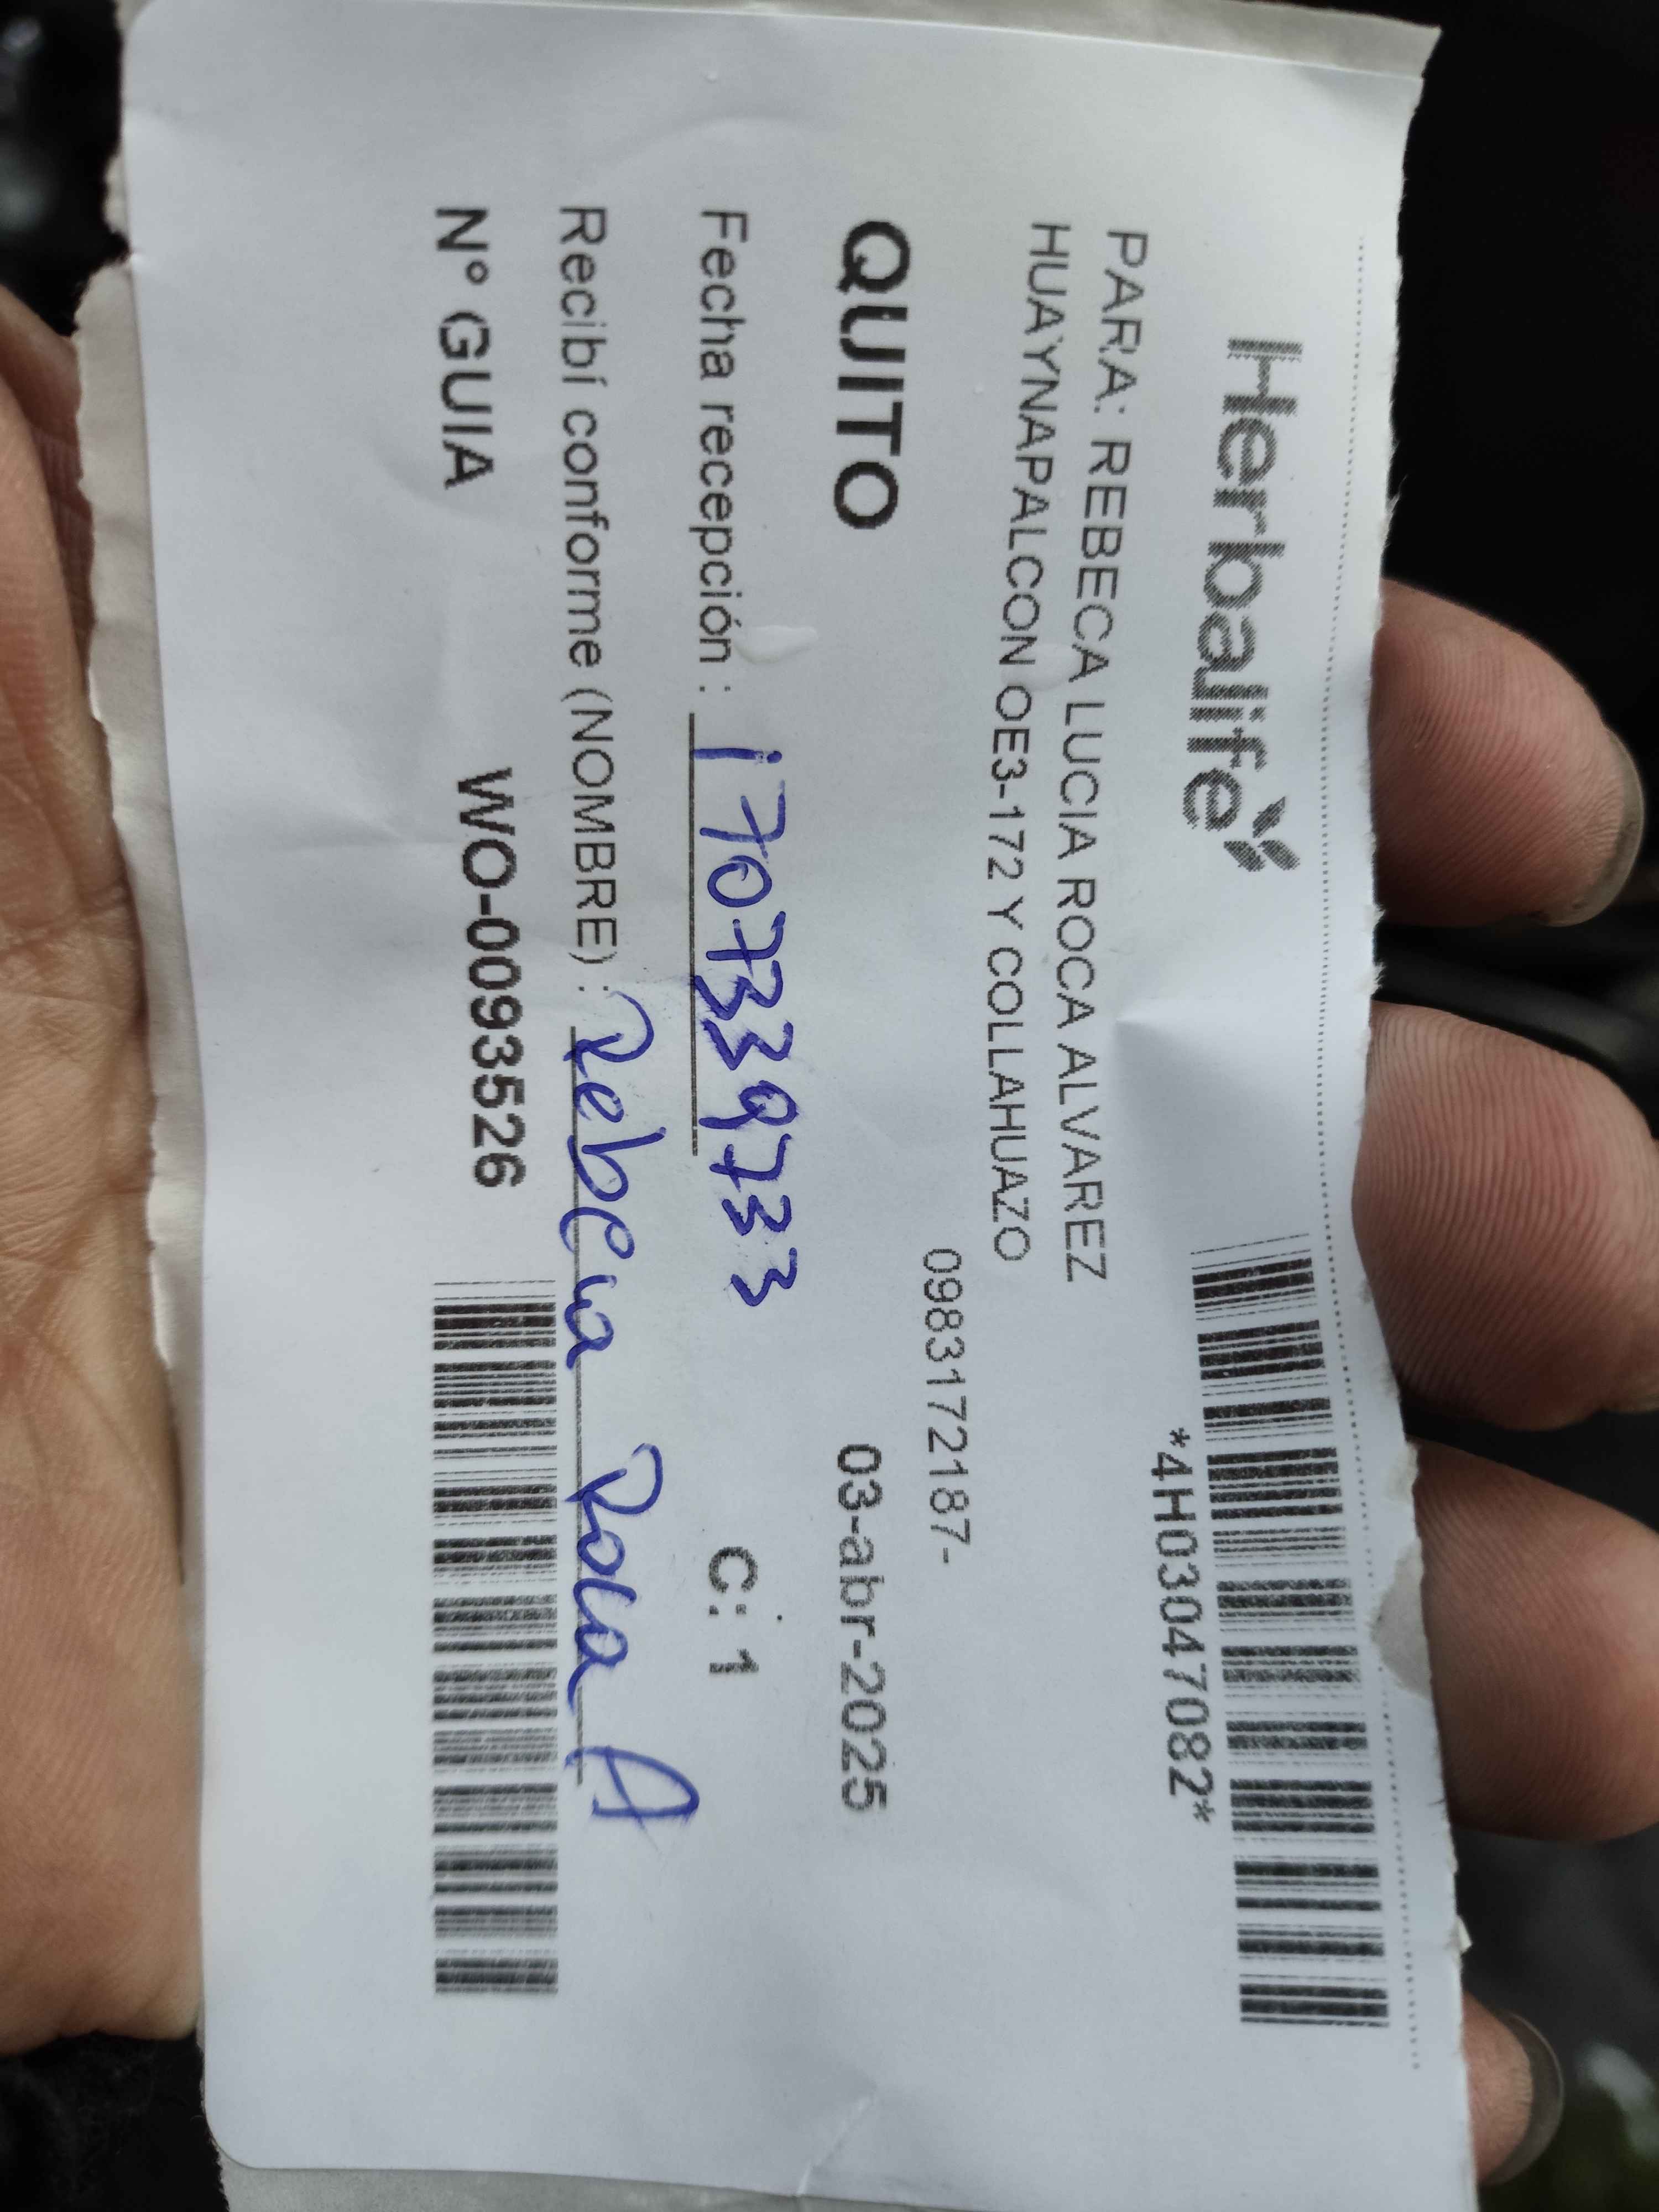 Herbalife
*4H03047082*
PARA: REBECA LUCIA ROCA ALVAREZ
HUAYNAPALCON OE3-172 Y COLLAHUAZO
0983172187-
QUITO 03-abr-2025
Fecha recepción : 1707339733 C: 1
Recibí conforme (NOMBRE) : Rebeca Roca A
N° GUIA WO-0093526